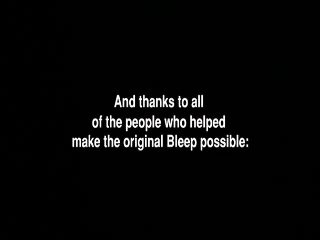 And thanks to all
of the people who helped
make the original Bleep possible: